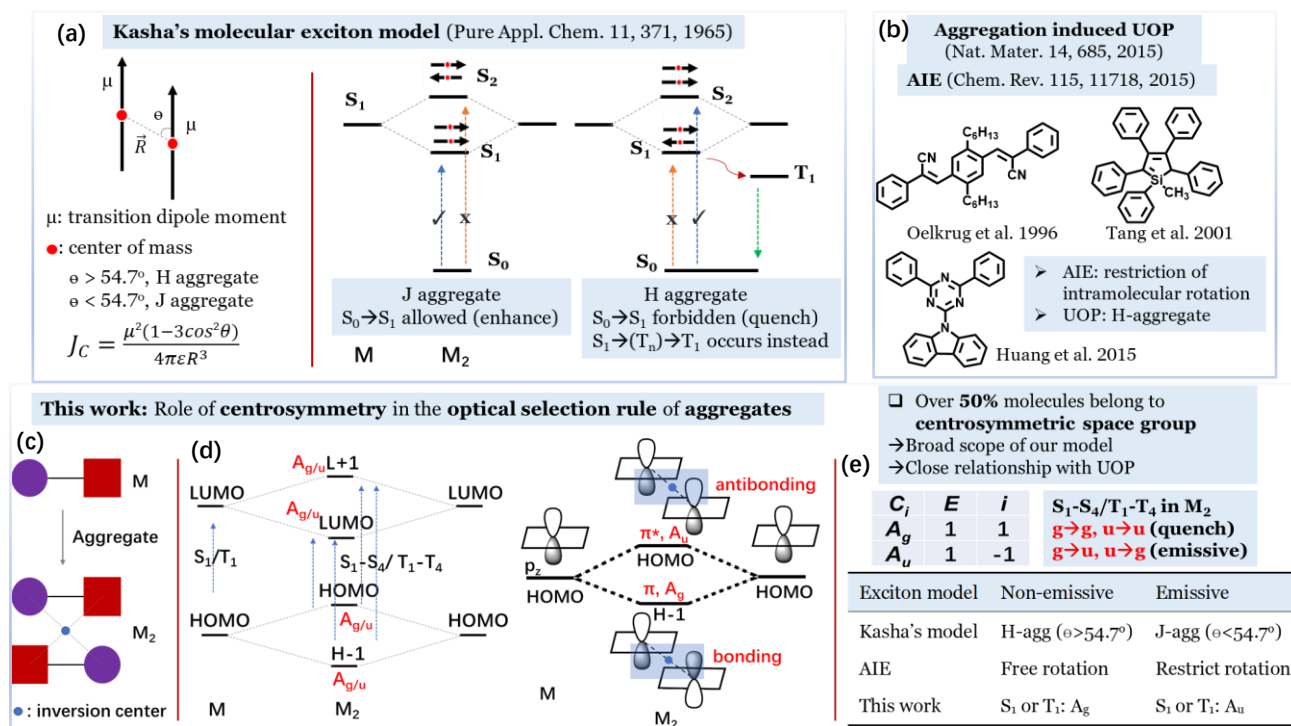 (a)
Kasha's molecular exciton model (Pure Appl. Chem. 11, 371, 1965)
μ
ɵ
μ
R
μ: transition dipole moment
: center of mass
ɵ > 54.7º, H aggregate
ɵ < 54.7º, J aggregate
J_C = μ²(1−3cos²θ) / 4πεR³
S₂
S₁
S₁
✓
x
S₀
J aggregate
S₀→S₁ allowed (enhance)
M
M₂
S₂
S₁
T₁
x
✓
S₀
H aggregate
S₀→S₁ forbidden (quench)
S₁→(Tₙ)→T₁ occurs instead
(b)
Aggregation induced UOP
(Nat. Mater. 14, 685, 2015)
AIE (Chem. Rev. 115, 11718, 2015)
C₆H₁₃
CN
CN
C₆H₁₃
Oelkrug et al. 1996
Si
CH₃
Tang et al. 2001
N
N
N
N
Huang et al. 2015
➢ AIE: restriction of
intramolecular rotation
➢ UOP: H-aggregate
This work: Role of centrosymmetry in the optical selection rule of aggregates
(c)
M
Aggregate
M₂
: inversion center
(d)
A_g/u L+1
LUMO
LUMO
A_g/u
LUMO
S₁/T₁
S₁-S₄/ T₁-T₄
HOMO
HOMO
HOMO
A_g/u
H-1
A_g/u
M
M₂
antibonding
π*, A_u
HOMO
p_z
HOMO
HOMO
π, A_g
H-1
bonding
M
M₂
❑ Over 50% molecules belong to
centrosymmetric space group
→Broad scope of our model
→Close relationship with UOP
(e)
C_i E i
A_g 1 1
A_u 1 -1
S₁-S₄/T₁-T₄ in M₂
g→g, u→u (quench)
g→u, u→g (emissive)
Exciton model Non-emissive Emissive
Kasha's model H-agg (ɵ>54.7º) J-agg (ɵ<54.7º)
AIE Free rotation Restrict rotation
This work S₁ or T₁: A_g S₁ or T₁: A_u